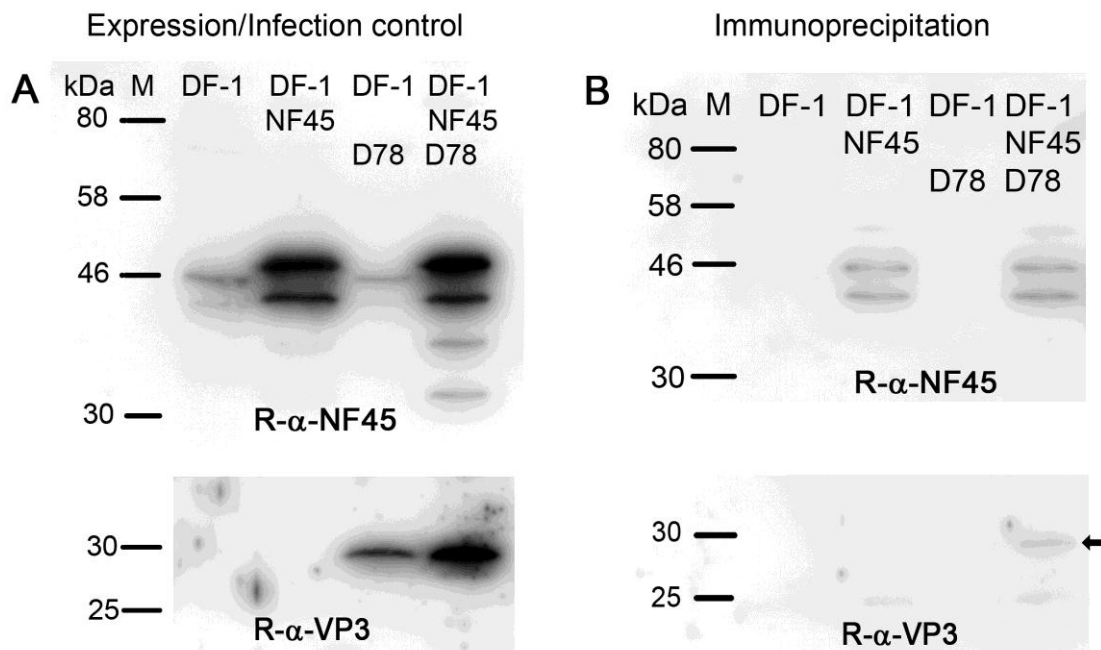 Expression/Infection control
A kDa M DF-1 DF-1 DF-1 DF-1
NF45 NF45
80
D78 D78
58
46
30
R-α-NF45
30
25
R-α-VP3
Immunoprecipitation
B kDa M DF-1 DF-1 DF-1 DF-1
NF45 NF45
80
D78 D78
58
46
30
R-α-NF45
30
25
R-α-VP3